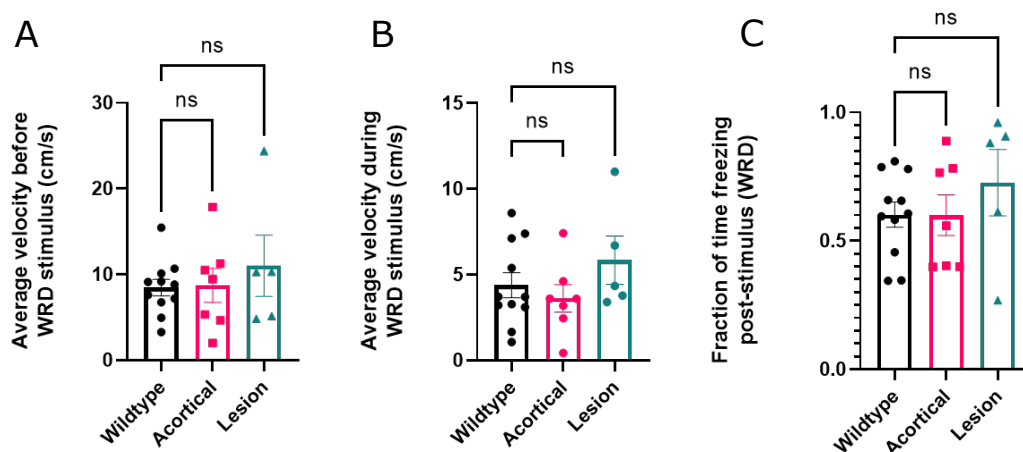 A
ns
ns
Average velocity before
WRD stimulus (cm/s)
30
20
10
0
Wildtype
Acortical
Lesion
B
ns
ns
Average velocity during
WRD stimulus (cm/s)
15
10
5
0
Wildtype
Acortical
Lesion
C
ns
ns
Fraction of time freezing
post-stimulus (WRD)
1.0
0.5
0.0
Wildtype
Acortical
Lesion